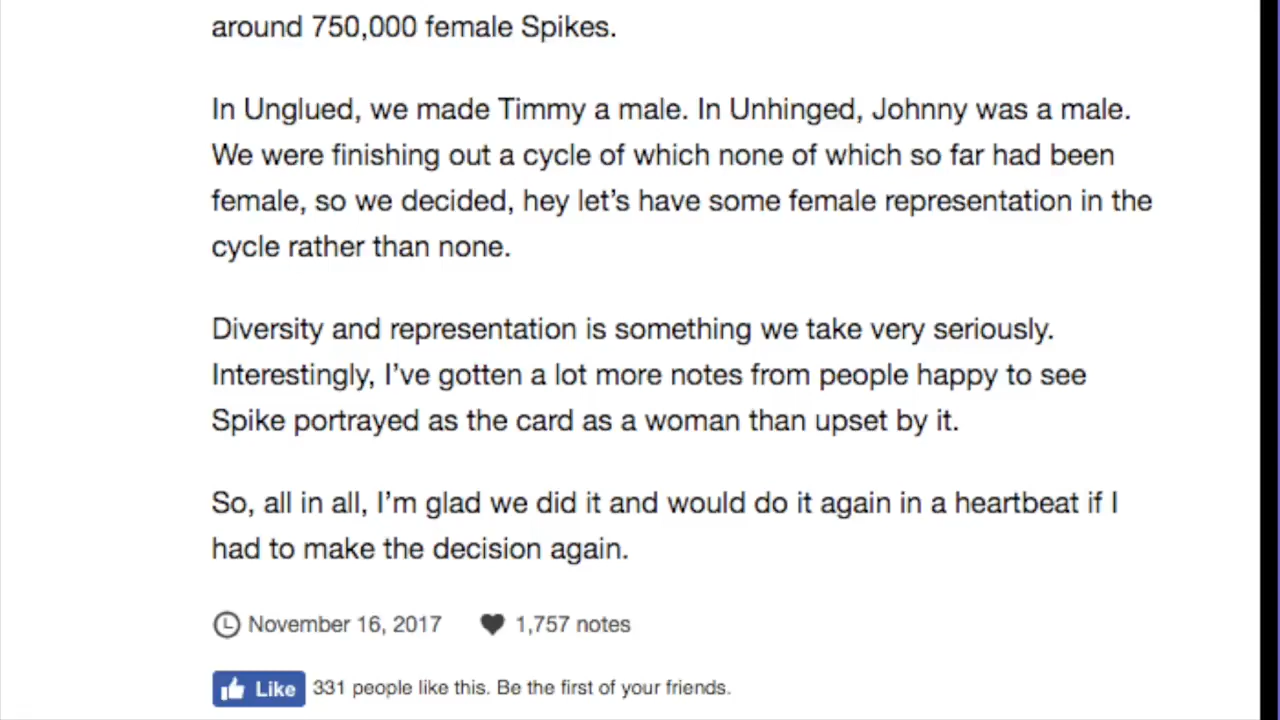 around 750,000 female Spikes.
In Unglued, we made Timmy a male. In Unhinged, Johnny was a male.
We were finishing out a cycle of which none of which so far had been
female, so we decided, hey let’s have some female representation in the
cycle rather than none.
Diversity and representation is something we take very seriously.
Interestingly, I’ve gotten a lot more notes from people happy to see
Spike portrayed as the card as a woman than upset by it.
So, all in all, I’m glad we did it and would do it again in a heartbeat if I
had to make the decision again.
November 16, 2017 1,757 notes
Like 331 people like this. Be the first of your friends.